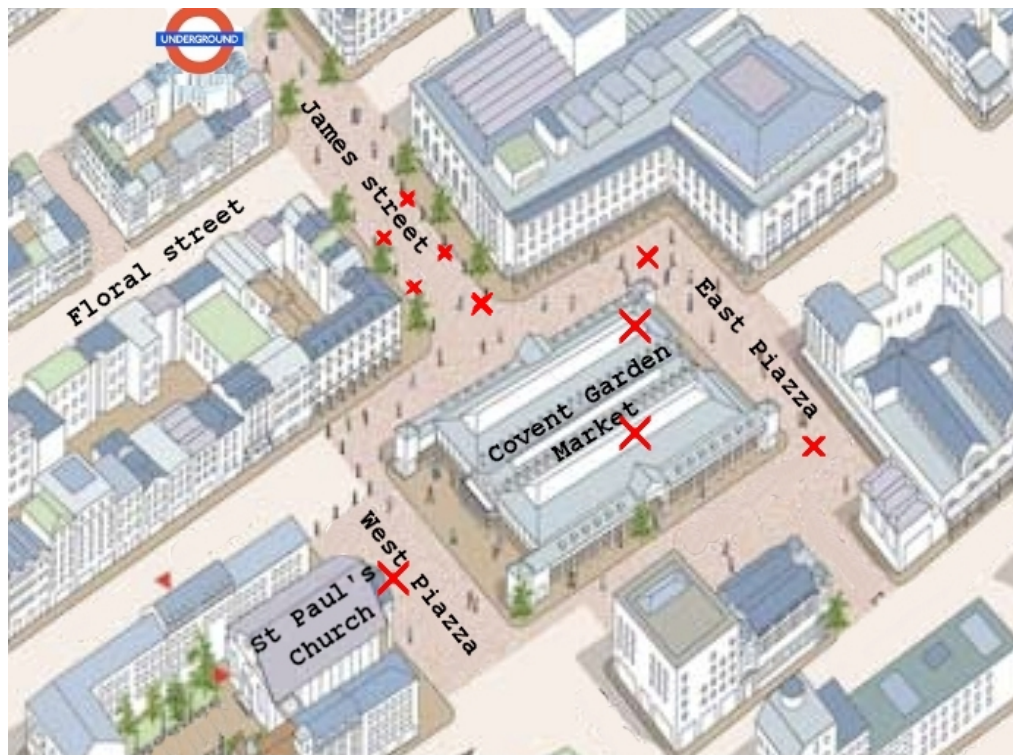 UNDERGROUND
James street
Floral street
East Piazza
Covent Garden
Market
West Piazza
St Paul's
Church